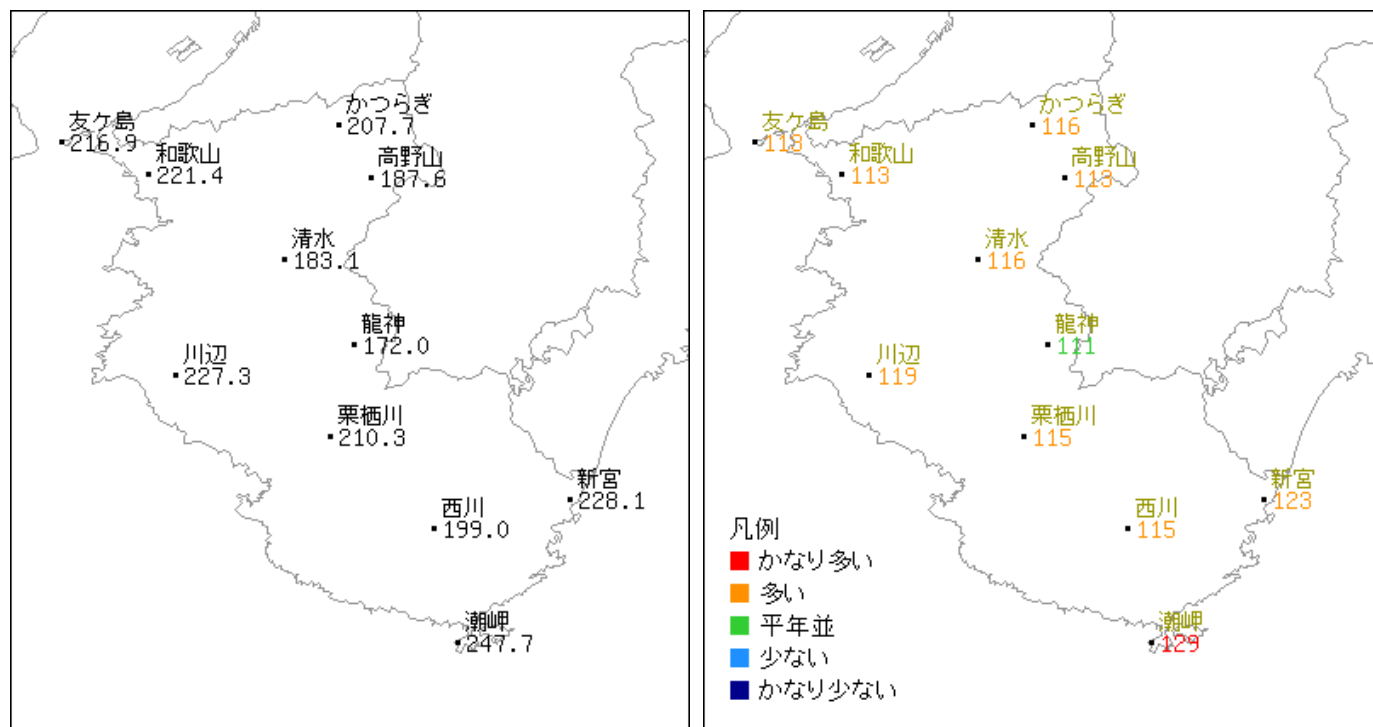 かつらぎ
207.7
友ケ島
216.9
和歌山
221.4
高野山
187.6
清水
183.1
龍神
172.0
川辺
227.3
栗栖川
210.3
新宮
228.1
西川
199.0
潮岬
247.7
かつらぎ
116
友ケ島
118
和歌山
113
高野山
113
清水
116
龍神
111
川辺
119
栗栖川
115
新宮
123
西川
115
潮岬
129
凡例
かなり多い
多い
平年並
少ない
かなり少ない